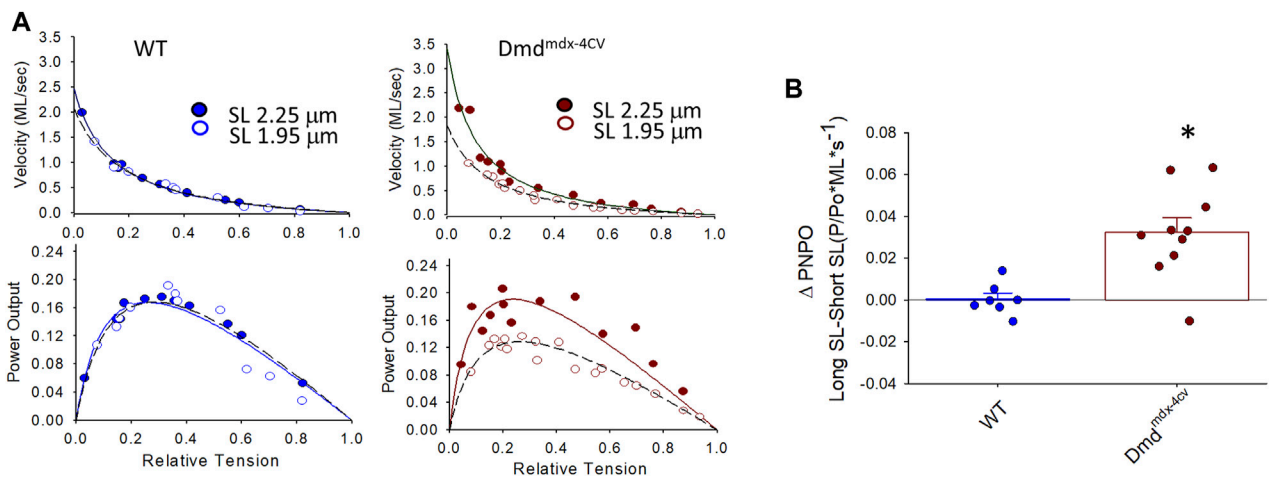 A
WT
Velocity (ML/sec)
3.5
3.0
2.5
2.0
1.5
1.0
0.5
0.0
SL 2.25 μm
SL 1.95 μm
0.0 0.2 0.4 0.6 0.8 1.0
Dmdmdx-4CV
Velocity (ML/sec)
3.5
3.0
2.5
2.0
1.5
1.0
0.5
0.0
SL 2.25 μm
SL 1.95 μm
0.0 0.2 0.4 0.6 0.8 1.0
Power Output
0.24
0.20
0.16
0.12
0.08
0.04
0.00
0.0 0.2 0.4 0.6 0.8 1.0
Relative Tension
Power Output
0.24
0.20
0.16
0.12
0.08
0.04
0.00
0.0 0.2 0.4 0.6 0.8 1.0
Relative Tension
B
Δ PNPO
Long SL-Short SL(P/Po*ML*s-1)
0.08
0.06
0.04
0.02
0.00
-0.02
-0.04
*
WT
Dmdmdx-4cv